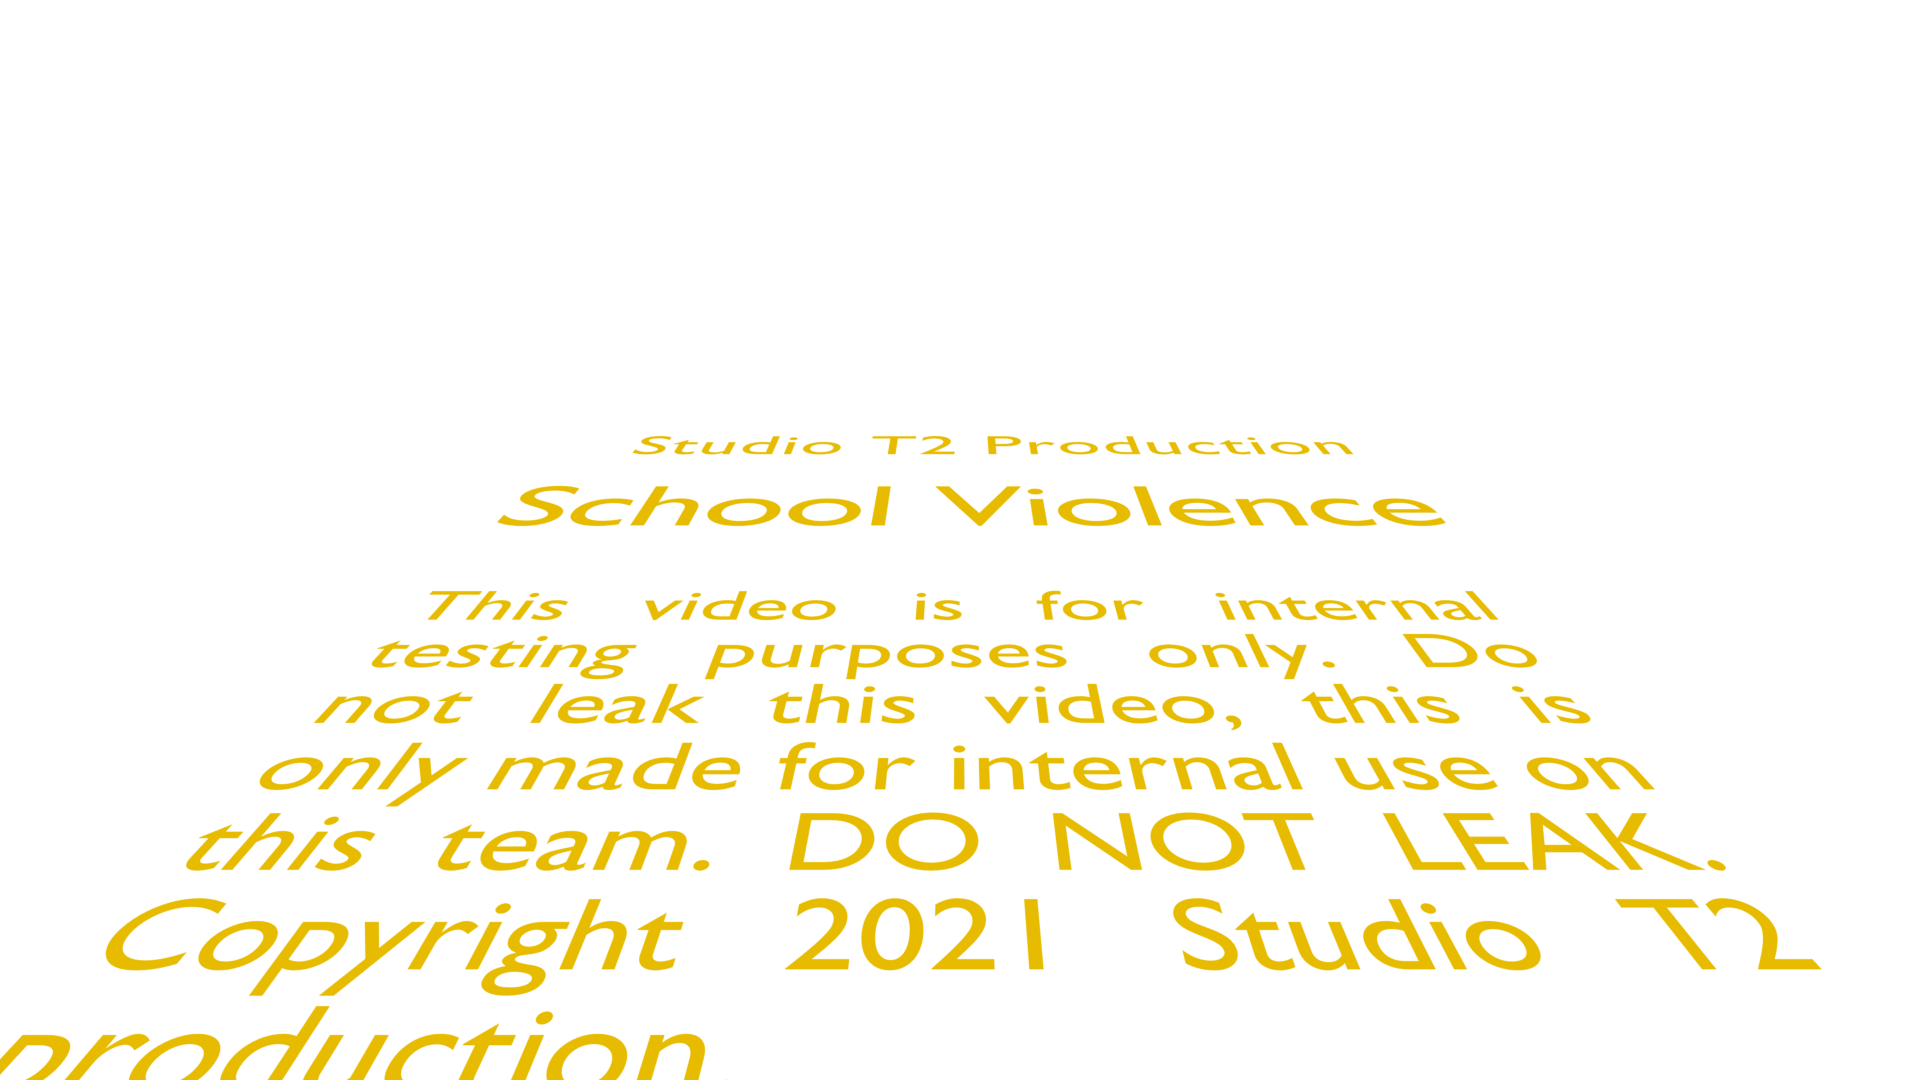 Studio T2 Production
School Violence
This video is for internal
testing purposes only. Do
not leak this video, this is
only made for internal use on
this team. DO NOT LEAK.
Copyright 2021 Studio T2
production.